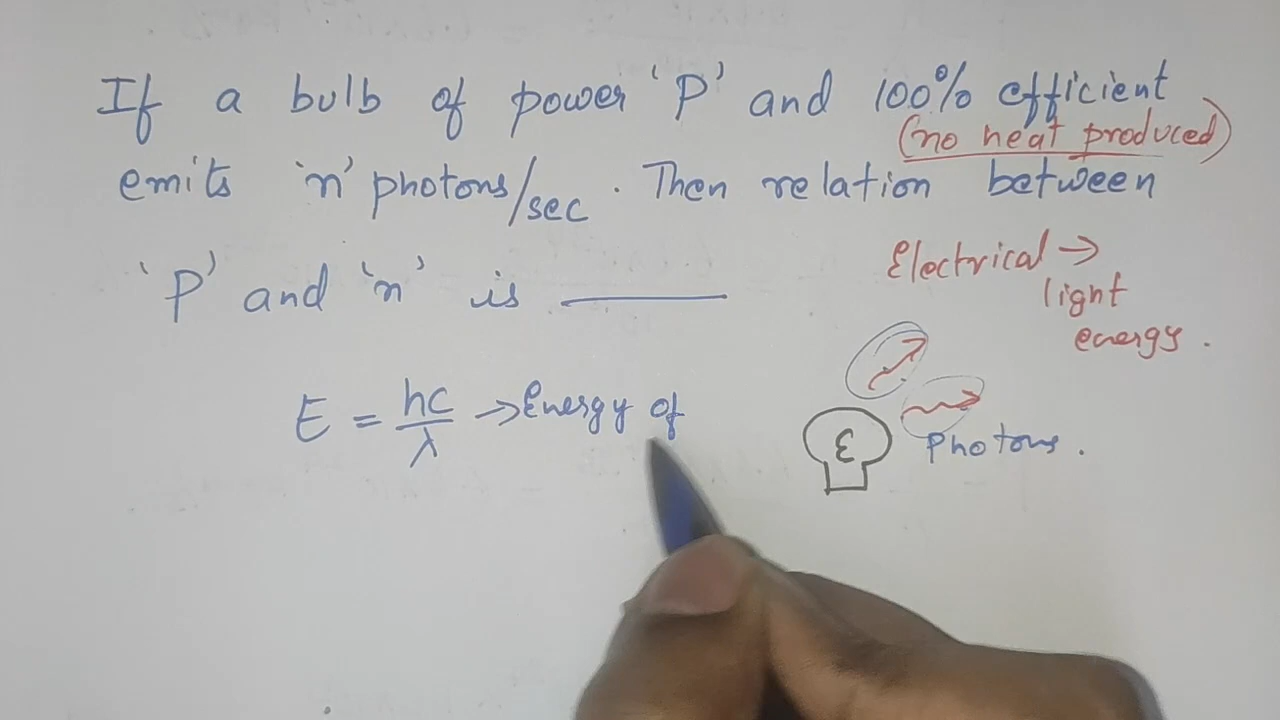 If a bulb of power 'P' and 100% efficient
(no heat produced)
emits 'n' photons/sec. Then relation between
'P' and 'n' is ______
Electrical →
light
energy.
E = hc/λ → Energy of
ε
Photons.